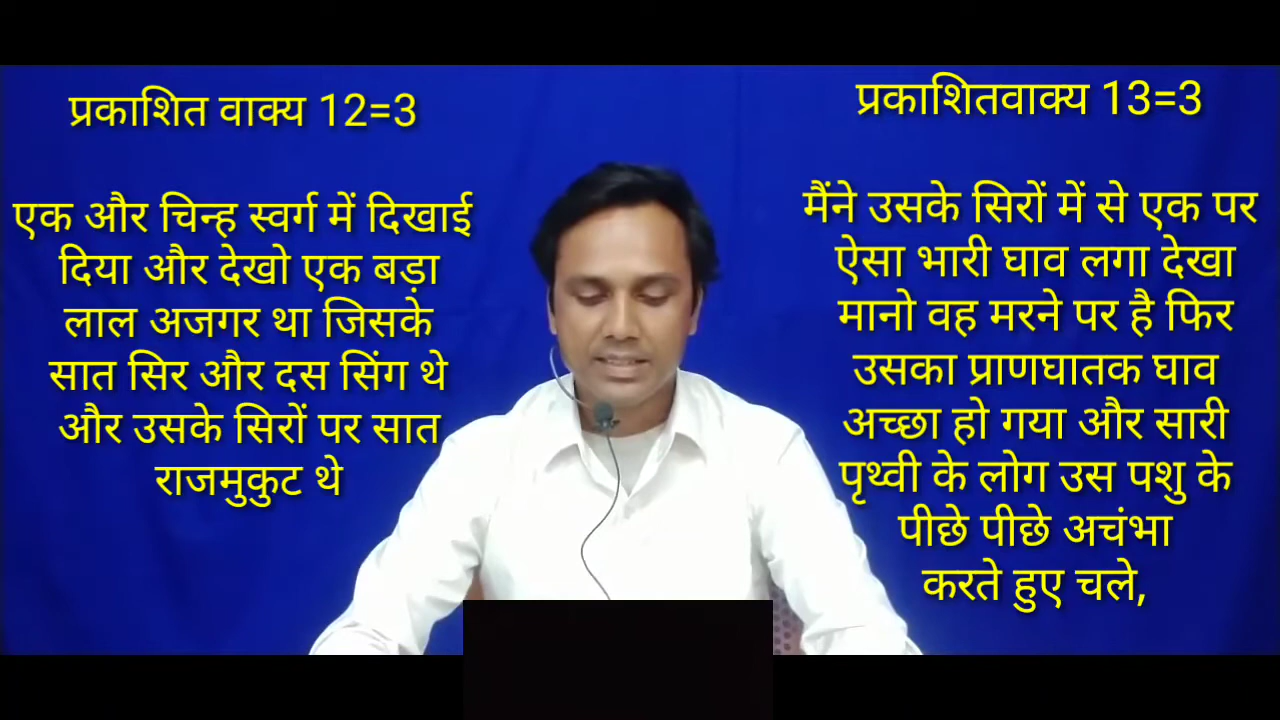 प्रकाशित वाक्य 12=3
एक और चिन्ह स्वर्ग में दिखाई
दिया और देखो एक बड़ा
लाल अजगर था जिसके
सात सिर और दस सिंग थे
और उसके सिरों पर सात
राजमुकुट थे
प्रकाशितवाक्य 13=3
मैंने उसके सिरों में से एक पर
ऐसा भारी घाव लगा देखा
मानो वह मरने पर है फिर
उसका प्राणघातक घाव
अच्छा हो गया और सारी
पृथ्वी के लोग उस पशु के
पीछे पीछे अचंभा
करते हुए चले,